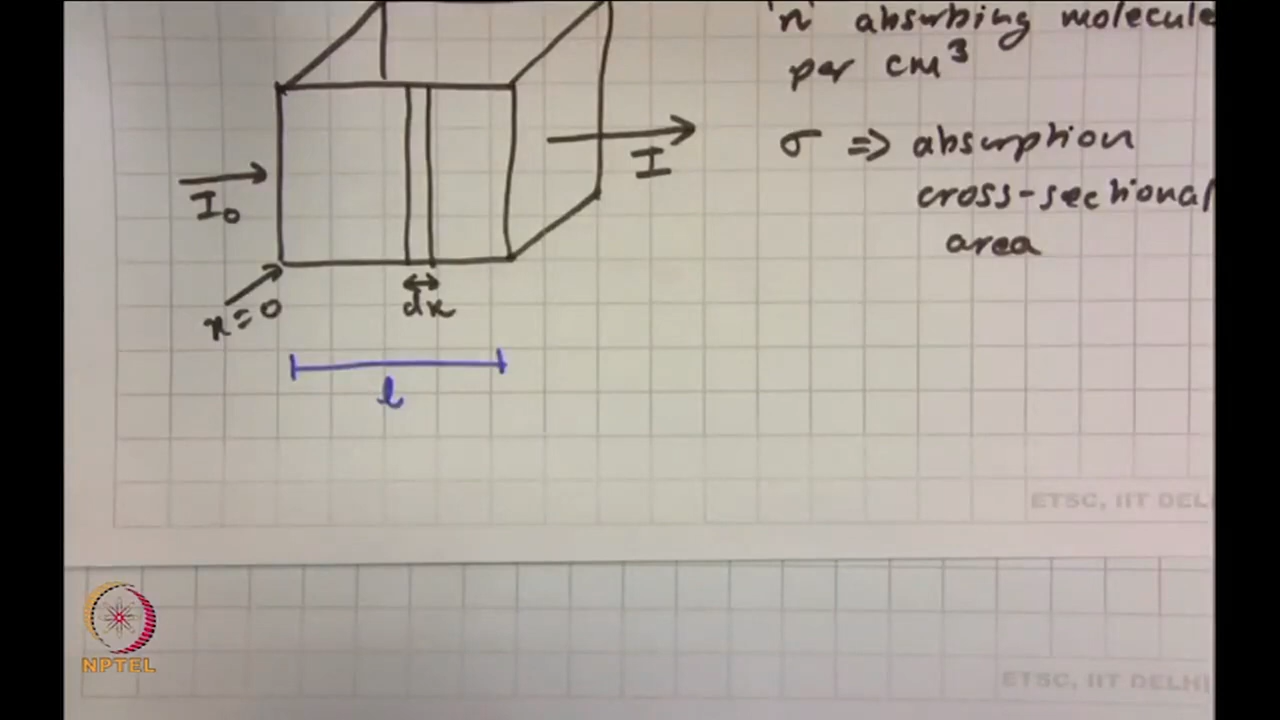 'n' absorbing molecule
per cm³
σ => absorption
cross-sectional
area
I₀
I
x=0
dx
l
ETSC, IIT DELHI
NPTEL
ETSC, IIT DELHI